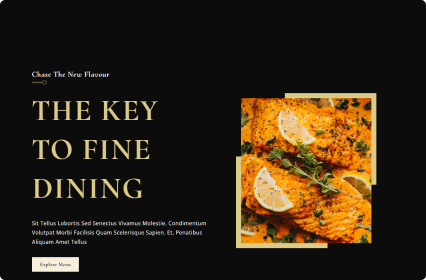 Chase The New Flavour
THE KEY
TO FINE
DINING
Sit Tellus Lobortis Sed Senectus Vivamus Molestie. Condimentum
Volutpat Morbi Facilisis Quam Scelerisque Sapien. Et, Penatibus
Aliquam Amet Tellus
Explore Menu